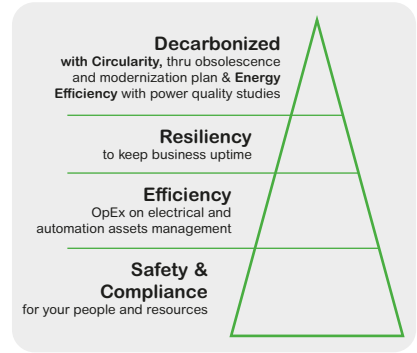 Decarbonized
with Circularity, thru obsolescence
and modernization plan & Energy
Efficiency with power quality studies
Resiliency
to keep business uptime
Efficiency
OpEx on electrical and
automation assets management
Safety &
Compliance
for your people and resources